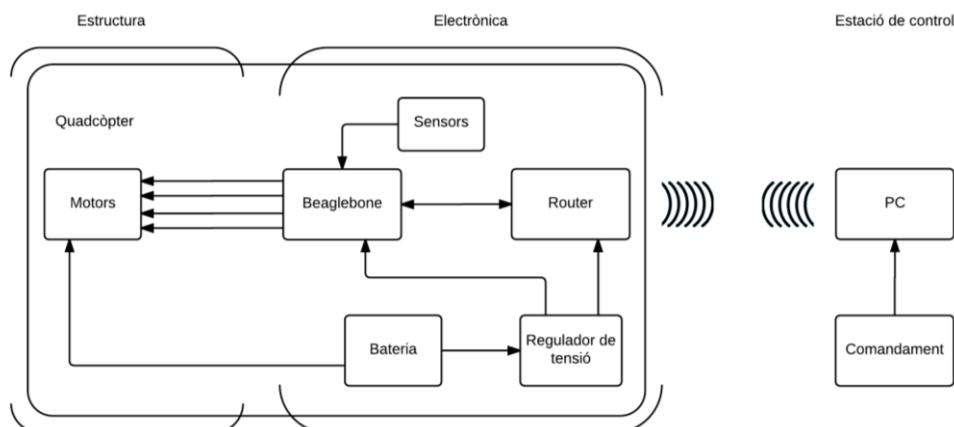 Estructura
Electrònica
Estació de control
Quadcòpter
Sensors
Motors
Beaglebone
Router
PC
Bateria
Regulador de
tensió
Comandament